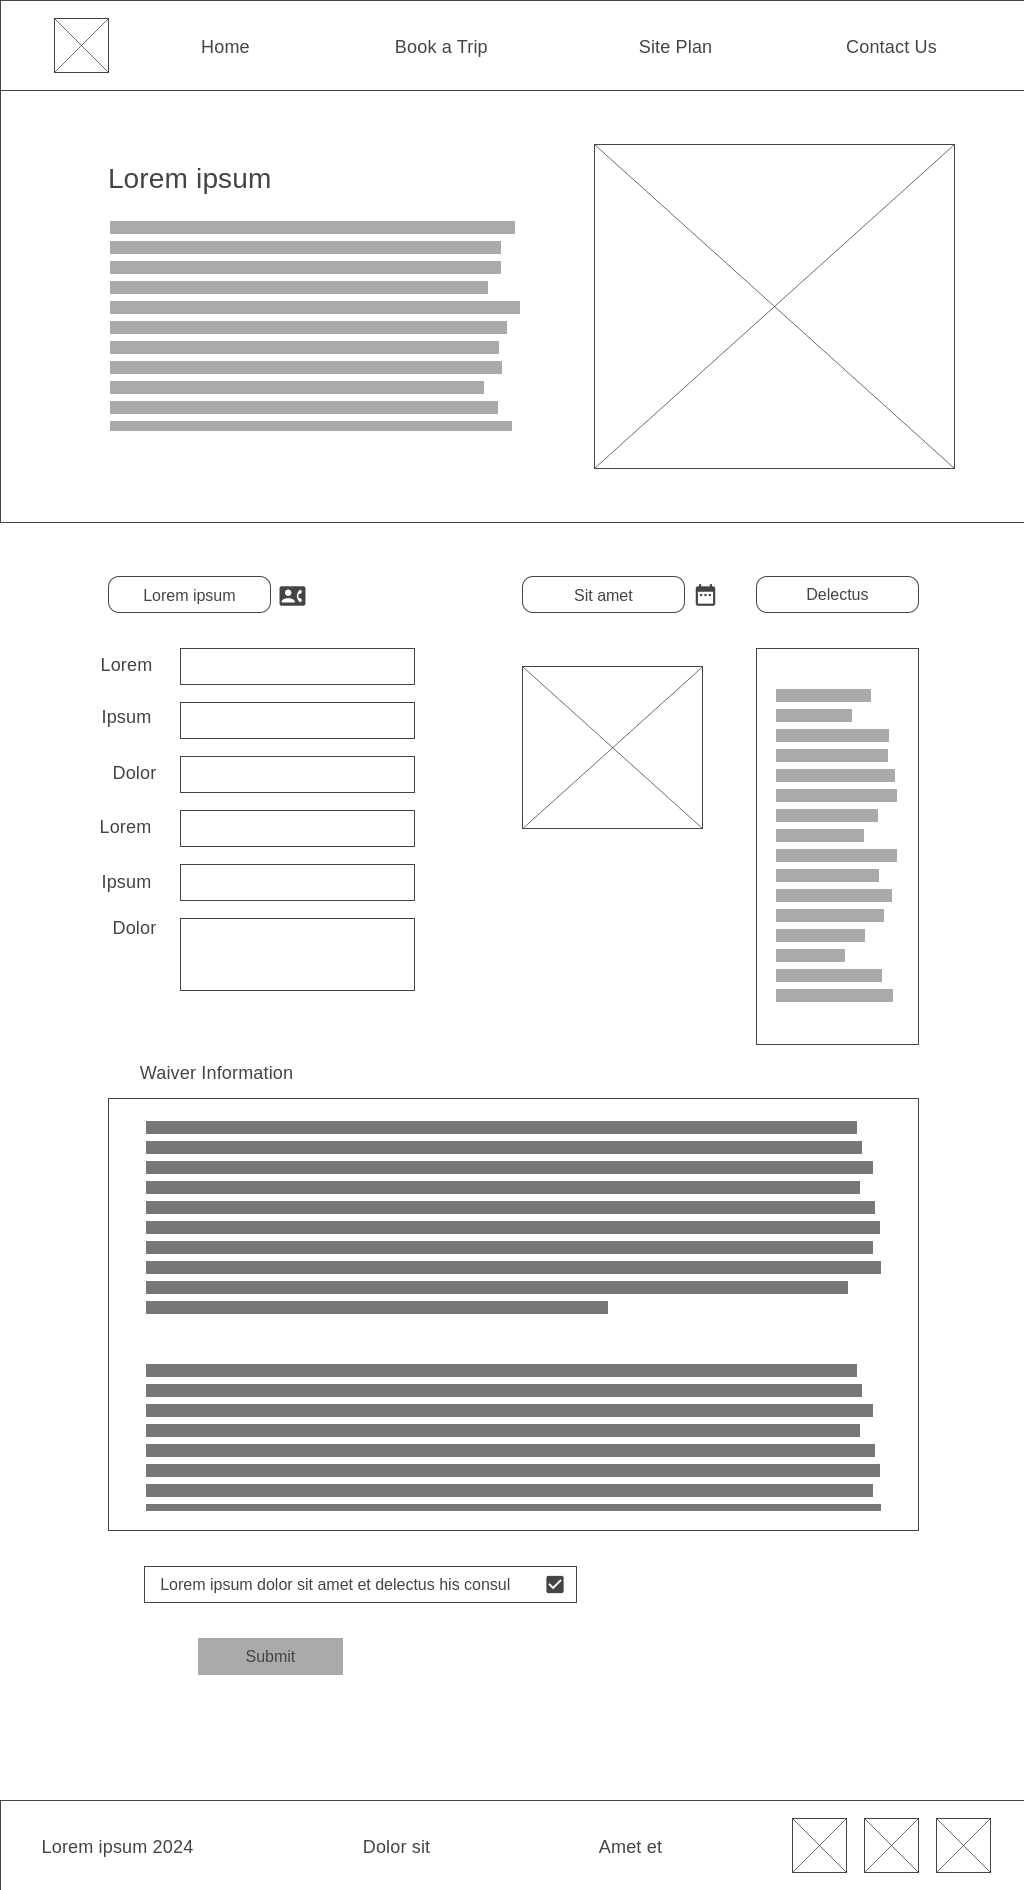 Home
Book a Trip
Site Plan
Contact Us
Lorem ipsum
Lorem ipsum
Sit amet
Delectus
Lorem
Ipsum
Dolor
Lorem
Ipsum
Dolor
Waiver Information
Lorem ipsum dolor sit amet et delectus his consul
Submit
Lorem ipsum 2024
Dolor sit
Amet et